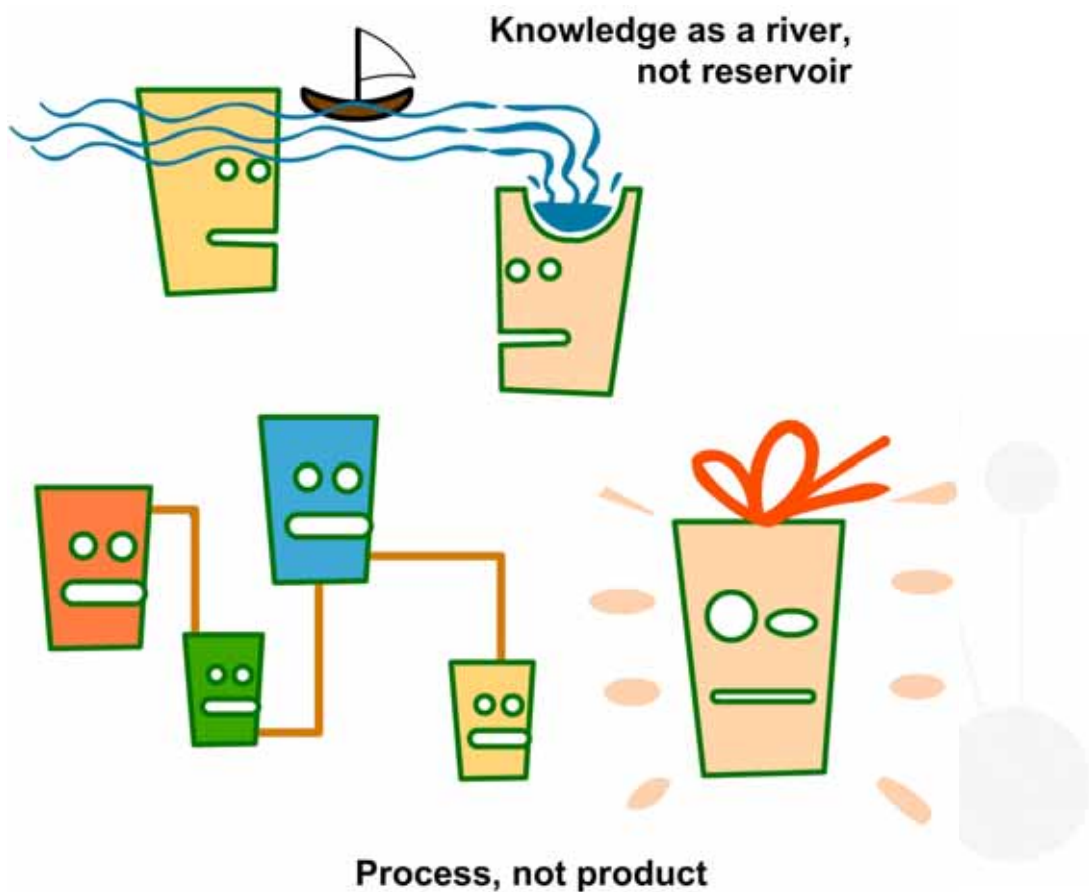 Knowledge as a river,
not reservoir
Process, not product